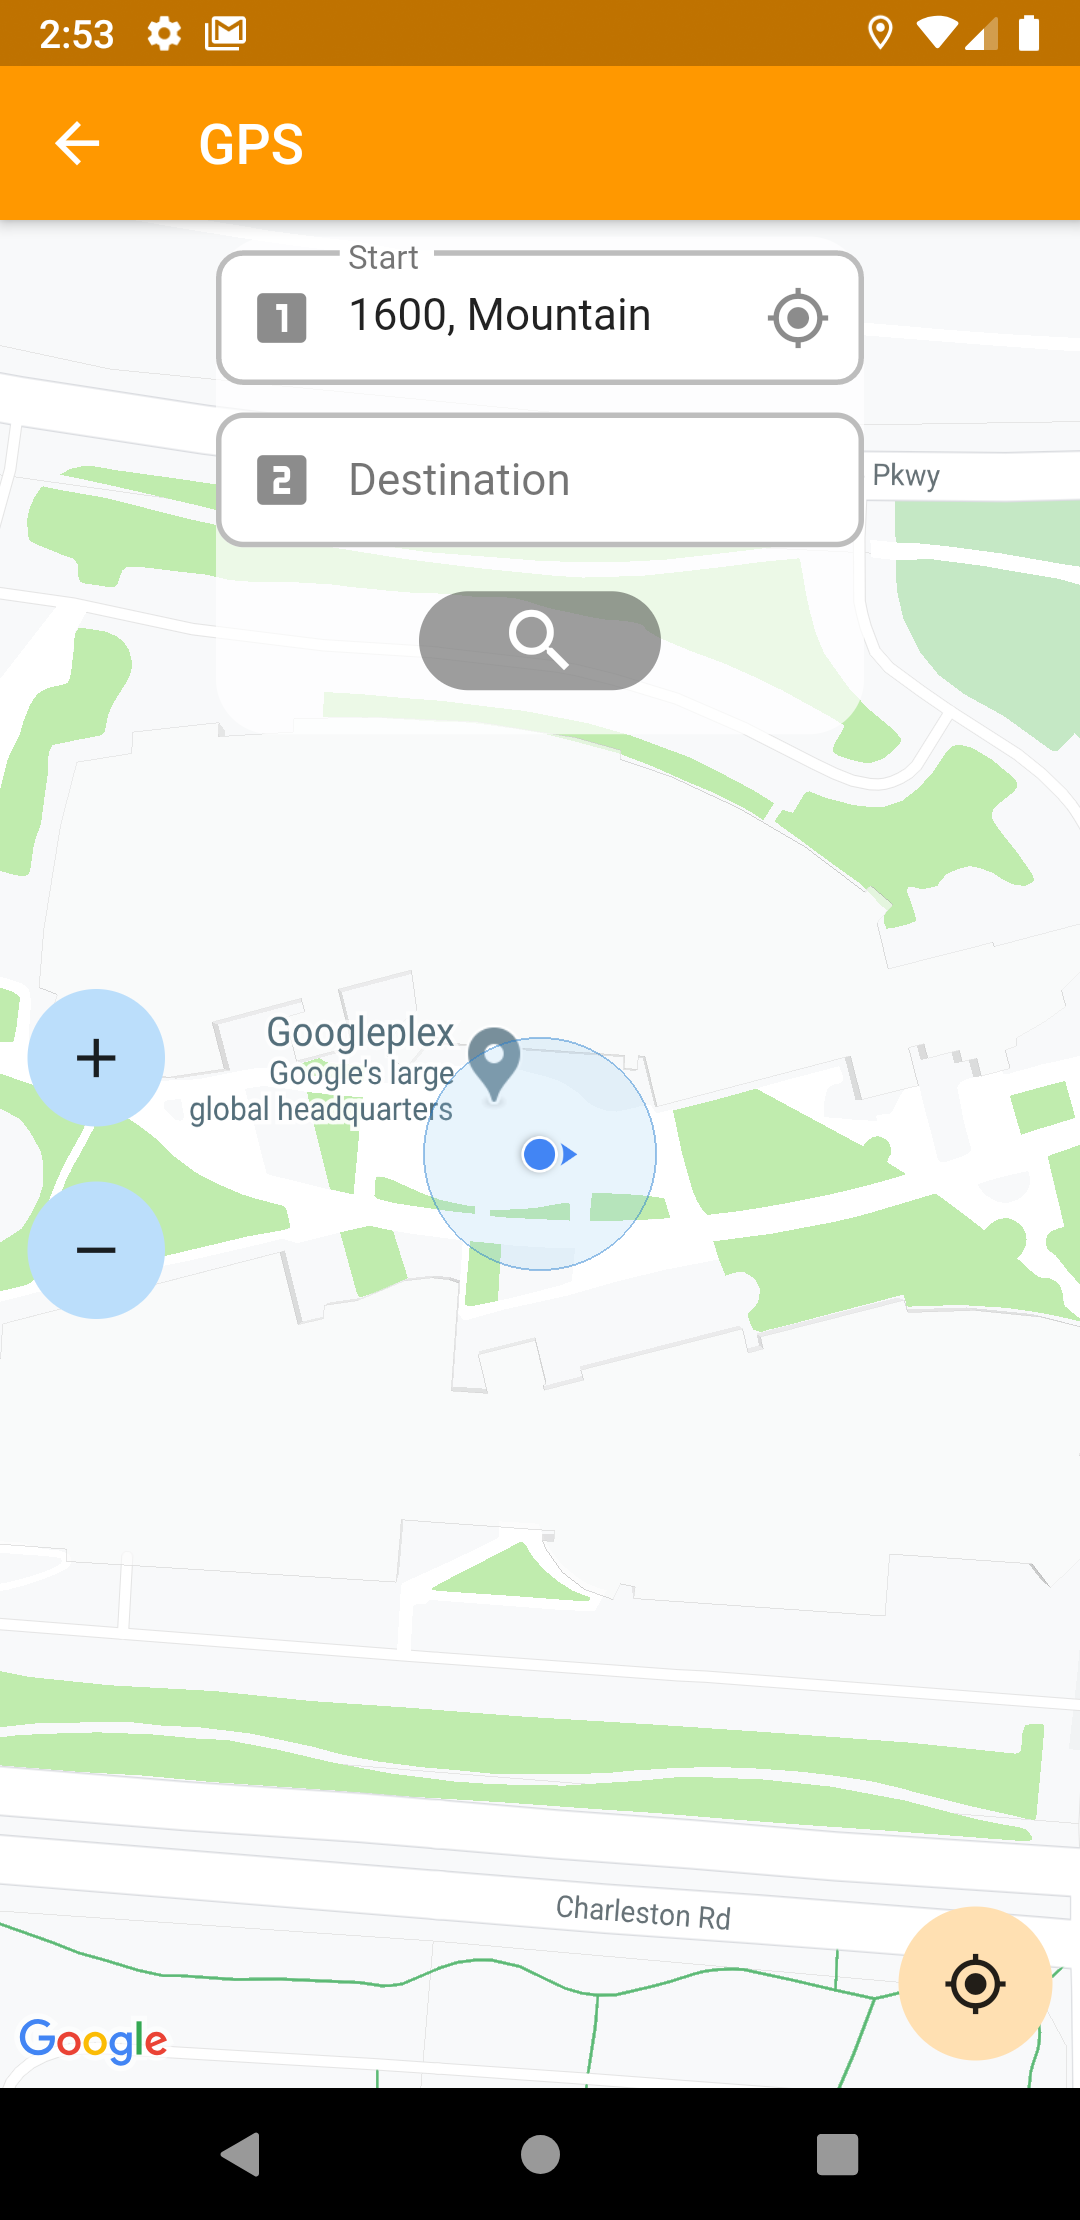 2:53
GPS
Start
1
1600, Mountain
2
Destination
Pkwy
Googleplex
Google's large
global headquarters
Charleston Rd
Google